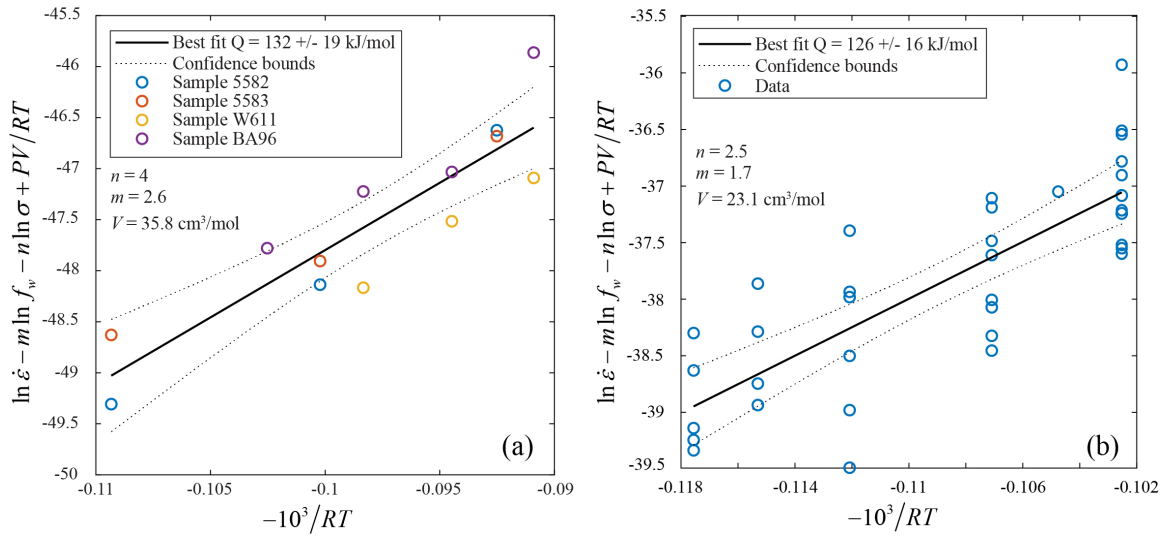 -45.5
-46
-46.5
-47
-47.5
-48
-48.5
-49
-49.5
-50
ln ε̇ − m ln f_w − n ln σ + PV/RT
Best fit Q = 132 +/- 19 kJ/mol
Confidence bounds
Sample 5582
Sample 5583
Sample W611
Sample BA96
n = 4
m = 2.6
V = 35.8 cm³/mol
(a)
-0.11
-0.105
-0.1
-0.095
-0.09
−10³/RT
-35.5
-36
-36.5
-37
-37.5
-38
-38.5
-39
-39.5
ln ε̇ − m ln f_w − n ln σ + PV/RT
Best fit Q = 126 +/- 16 kJ/mol
Confidence bounds
Data
n = 2.5
m = 1.7
V = 23.1 cm³/mol
(b)
-0.118
-0.114
-0.11
-0.106
-0.102
−10³/RT